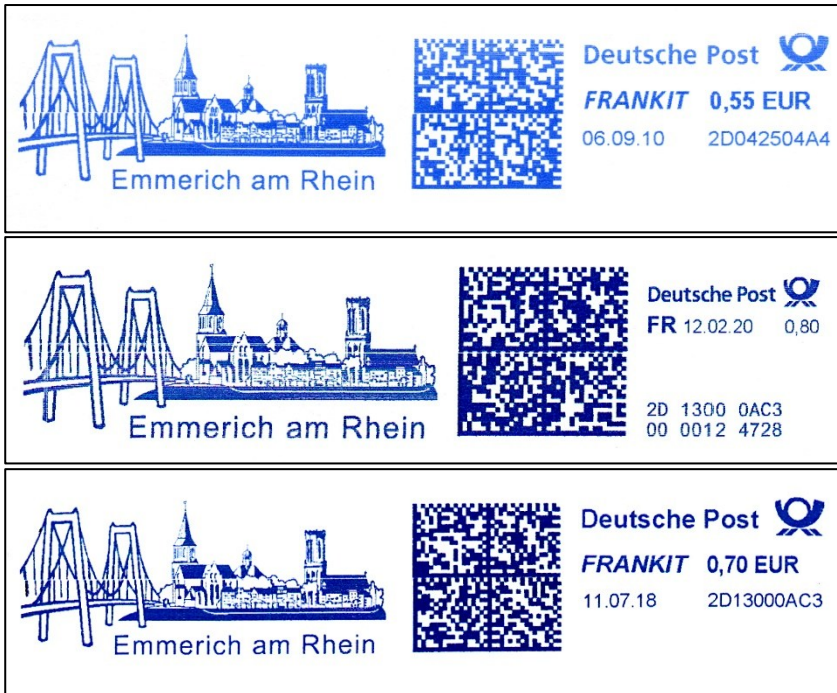 Emmerich am Rhein
Deutsche Post
FRANKIT 0,55 EUR
06.09.10 2D042504A4
Emmerich am Rhein
Deutsche Post
FR 12.02.20 0,80
2D 1300 0AC3
00 0012 4728
Emmerich am Rhein
Deutsche Post
FRANKIT 0,70 EUR
11.07.18 2D13000AC3